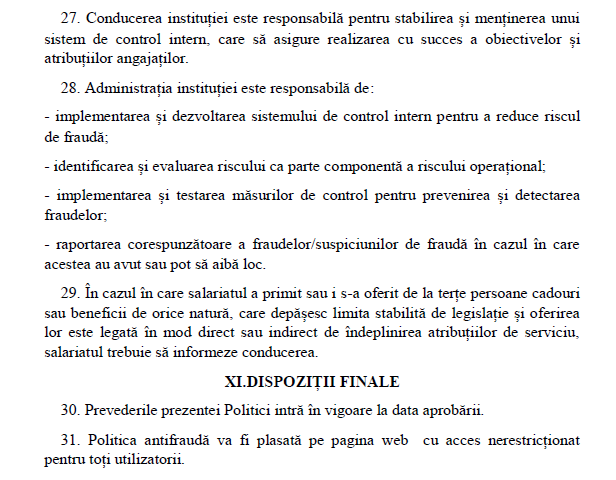 27. Conducerea instituției este responsabilă pentru stabilirea și menținerea unui
sistem de control intern, care să asigure realizarea cu succes a obiectivelor și
atribuțiilor angajaților.
28. Administrația instituției este responsabilă de:
- implementarea și dezvoltarea sistemului de control intern pentru a reduce riscul
de fraudă;
- identificarea și evaluarea riscului ca parte componentă a riscului operațional;
- implementarea și testarea măsurilor de control pentru prevenirea și detectarea
fraudelor;
- raportarea corespunzătoare a fraudelor/suspiciunilor de fraudă în cazul în care
acestea au avut sau pot să aibă loc.
29. În cazul în care salariatul a primit sau i s-a oferit de la terțe persoane cadouri
sau beneficii de orice natură, care depășesc limita stabilită de legislație și oferirea
lor este legată în mod direct sau indirect de îndeplinirea atribuțiilor de serviciu,
salariatul trebuie să informeze conducerea.
XI.DISPOZIȚII FINALE
30. Prevederile prezentei Politici intră în vigoare la data aprobării.
31. Politica antifraudă va fi plasată pe pagina web cu acces nerestricționat
pentru toți utilizatorii.